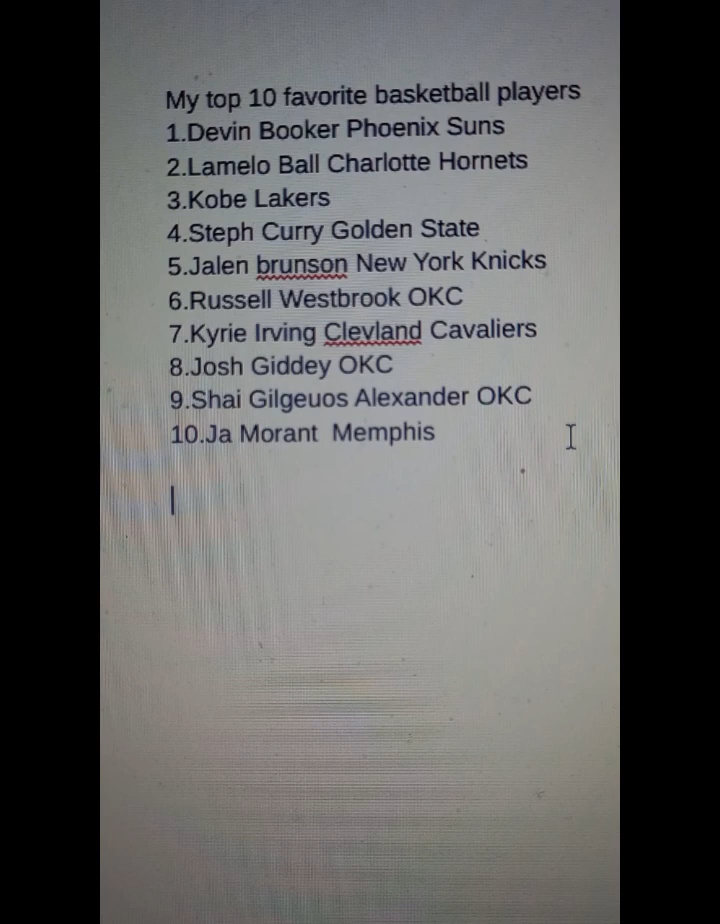 My top 10 favorite basketball players
1.Devin Booker Phoenix Suns
2.Lamelo Ball Charlotte Hornets
3.Kobe Lakers
4.Steph Curry Golden State
5.Jalen brunson New York Knicks
6.Russell Westbrook OKC
7.Kyrie Irving Clevland Cavaliers
8.Josh Giddey OKC
9.Shai Gilgeuos Alexander OKC
10.Ja Morant  Memphis